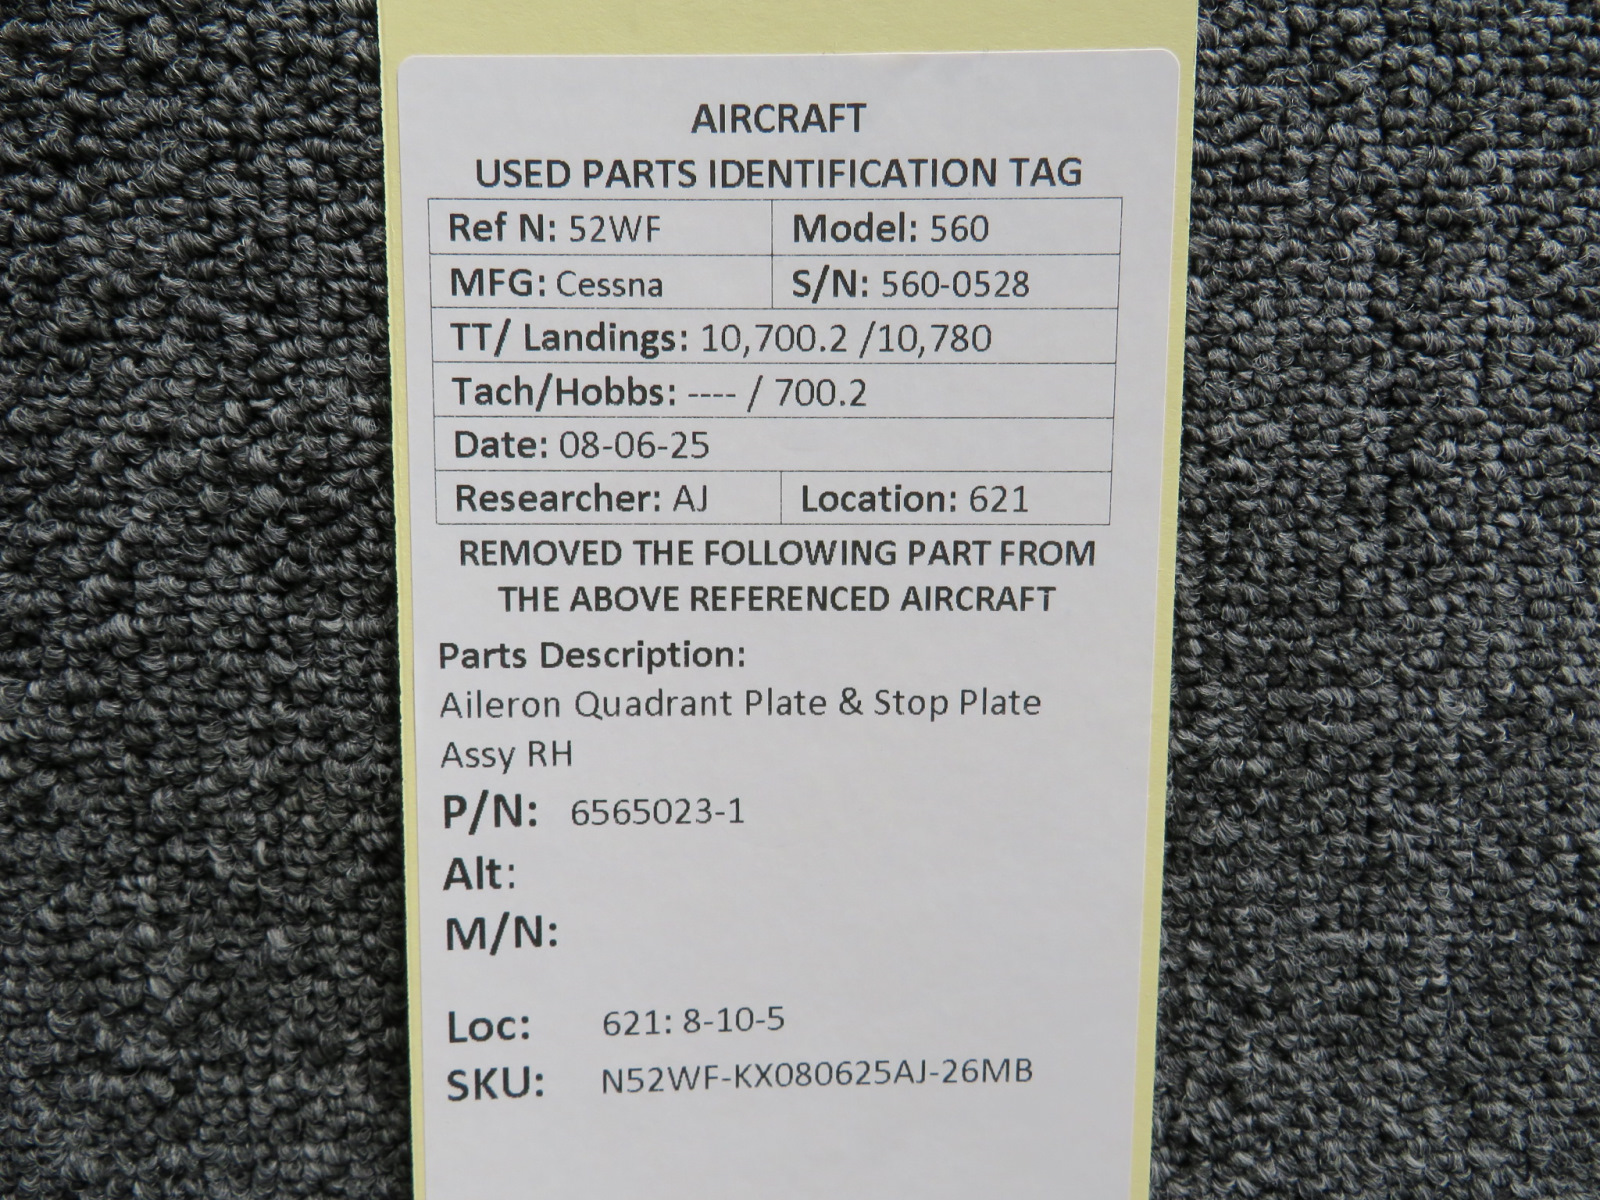 AIRCRAFT
USED PARTS IDENTIFICATION TAG
Ref N: 52WF Model: 560
MFG: Cessna S/N: 560-0528
TT/ Landings: 10,700.2 /10,780
Tach/Hobbs: ---- / 700.2
Date: 08-06-25
Researcher: AJ Location: 621
REMOVED THE FOLLOWING PART FROM
THE ABOVE REFERENCED AIRCRAFT
Parts Description:
Aileron Quadrant Plate & Stop Plate
Assy RH
P/N: 6565023-1
Alt:
M/N:
Loc: 621: 8-10-5
SKU: N52WF-KX080625AJ-26MB